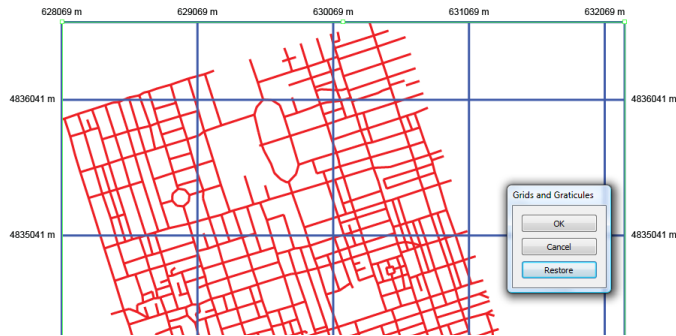 628069 m 629069 m 630069 m 631069 m 632069 m
4836041 m 4836041 m
Grids and Graticules
OK
4835041 m 4835041 m
Cancel
Restore